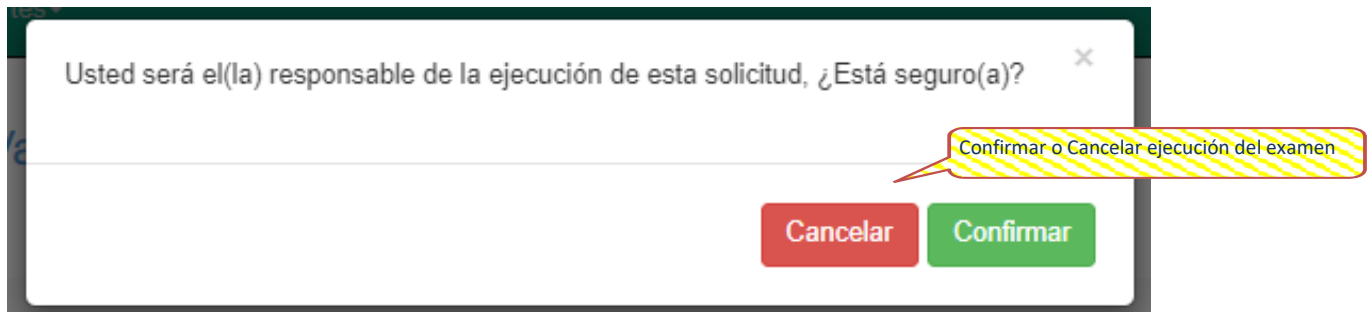 Usted será el(la) responsable de la ejecución de esta solicitud, ¿Está seguro(a)?
×
Confirmar o Cancelar ejecución del examen
Cancelar
Confirmar